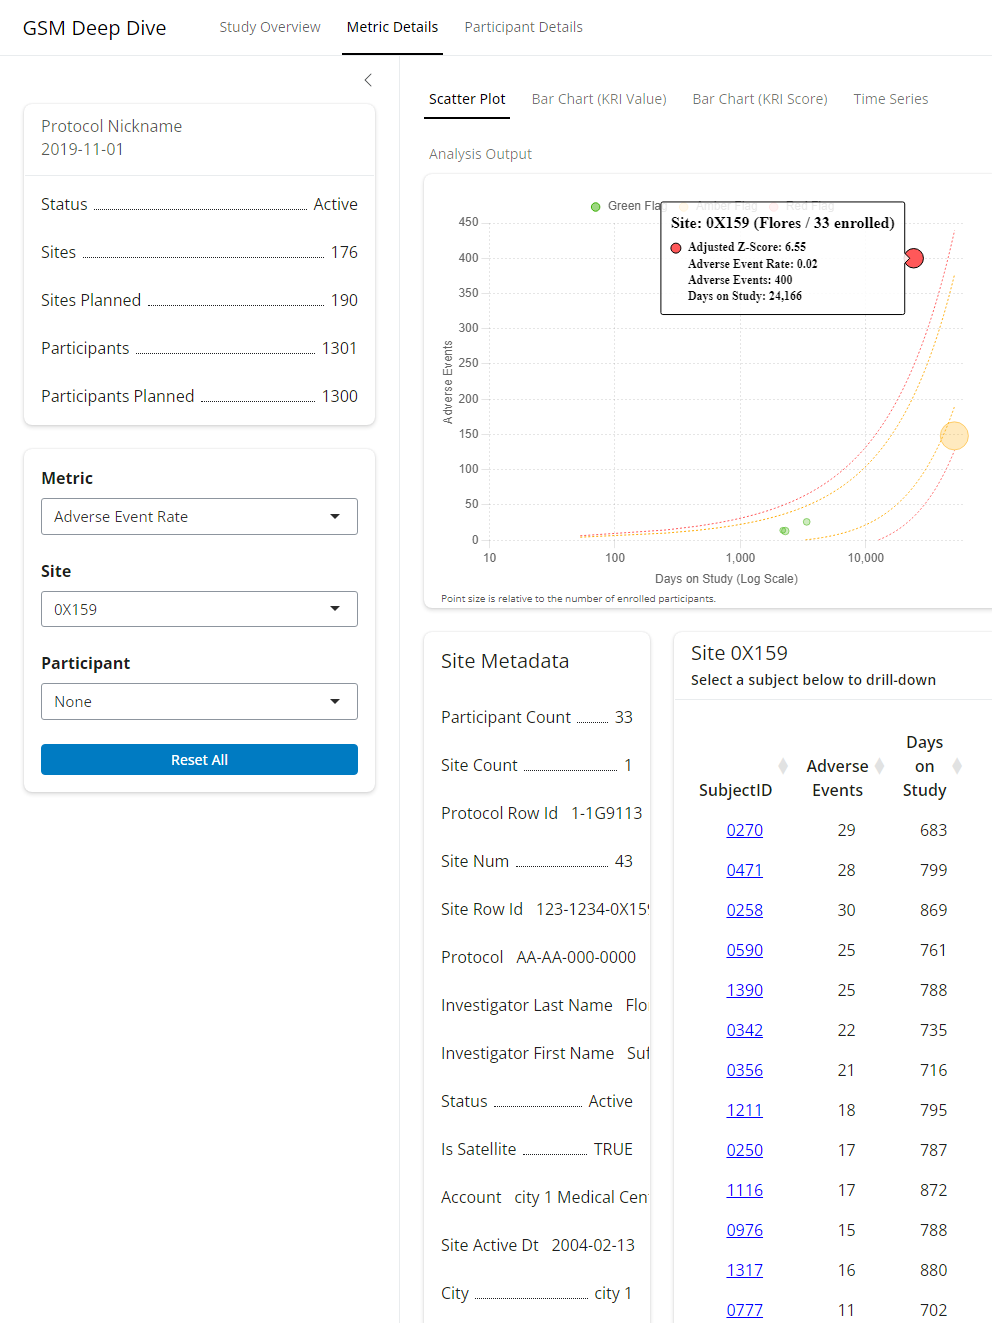 GSM Deep Dive
Study Overview
Metric Details
Participant Details
Protocol Nickname
2019-11-01
Status Active
Sites 176
Sites Planned 190
Participants 1301
Participants Planned 1300
Metric
Adverse Event Rate
Site
0X159
Participant
None
Reset All
Scatter Plot
Bar Chart (KRI Value)
Bar Chart (KRI Score)
Time Series
Analysis Output
Green Flag
Amber Flag
Red Flag
Site: 0X159 (Flores / 33 enrolled)
Adjusted Z-Score: 6.55
Adverse Event Rate: 0.02
Adverse Events: 400
Days on Study: 24,166
Adverse Events
450
400
350
300
250
200
150
100
50
0
10
100
1,000
10,000
Days on Study (Log Scale)
Point size is relative to the number of enrolled participants.
Site Metadata
Participant Count 33
Site Count 1
Protocol Row Id 1-1G9113
Site Num 43
Site Row Id 123-1234-0X159
Protocol AA-AA-000-0000
Investigator Last Name Flo
Investigator First Name Suf
Status Active
Is Satellite TRUE
Account city 1 Medical Cen
Site Active Dt 2004-02-13
City city 1
Site 0X159
Select a subject below to drill-down
SubjectID
Adverse Events
Days on Study
0270 29 683
0471 28 799
0258 30 869
0590 25 761
1390 25 788
0342 22 735
0356 21 716
1211 18 795
0250 17 787
1116 17 872
0976 15 788
1317 16 880
0777 11 702